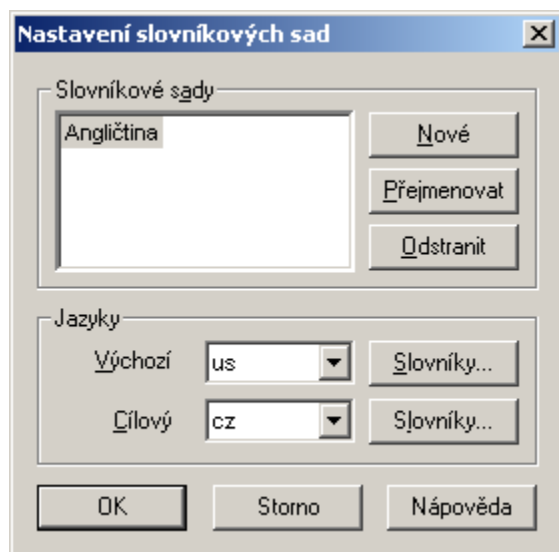 Nastavení slovníkových sad
Slovníkové sady
Angličtina
Nové
Přejmenovat
Odstranit
Jazyky
Výchozí us Slovníky...
Cílový cz Slovníky...
OK Storno Nápověda